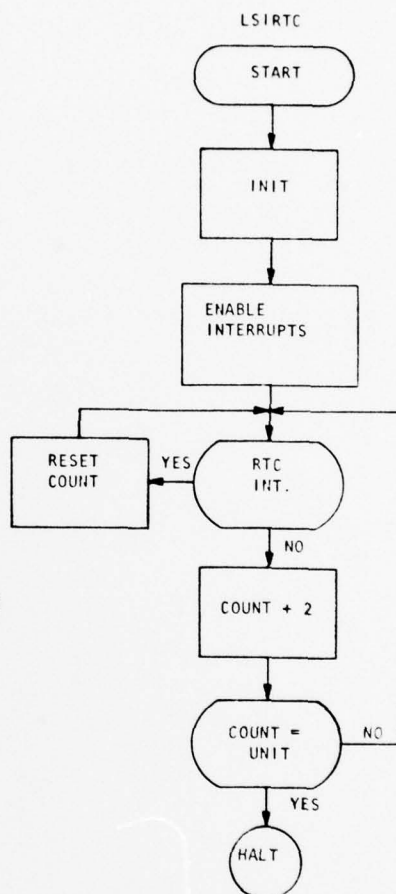 LSIRTC
START
INIT
ENABLE
INTERRUPTS
RESET
COUNT
YES
RTC
INT.
NO
COUNT + 2
COUNT =
UNIT
NO
YES
HALT